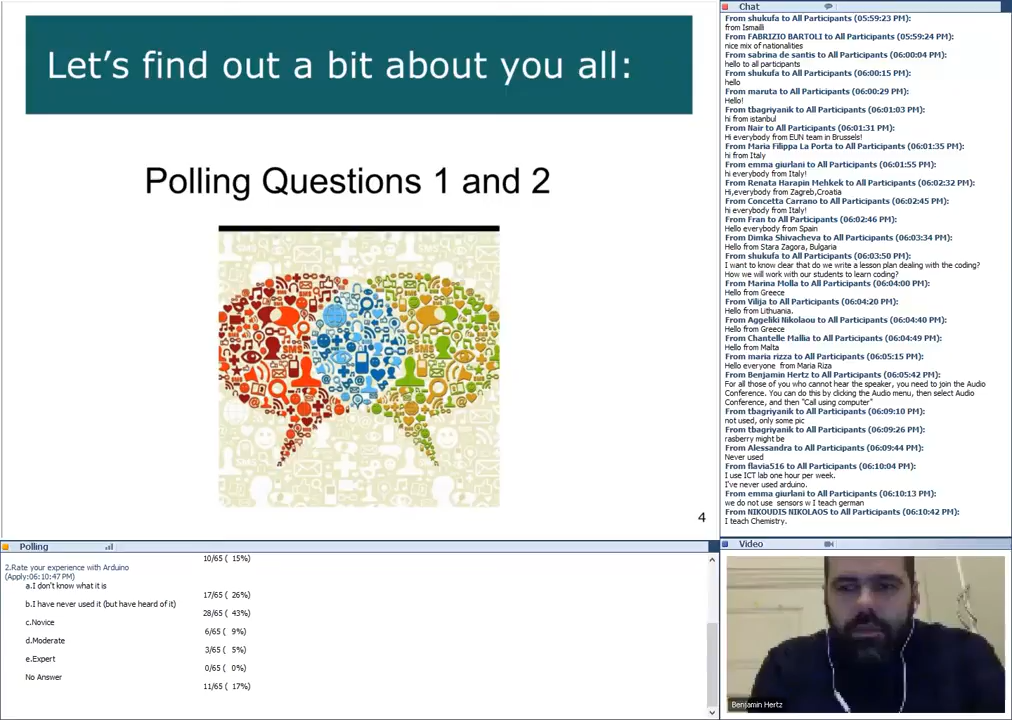 Let's find out a bit about you all:
Polling Questions 1 and 2
SMS
SMS
SMS
4
Chat
From shukufa to All Participants (05:59:23 PM):
from Ismailli
From FABRIZIO BARTOLI to All Participants (05:59:24 PM):
nice mix of nationalities
From sabrina de santis to All Participants (06:00:04 PM):
hello to all participants
From shukufa to All Participants (06:00:15 PM):
hello
From maruta to All Participants (06:00:29 PM):
Hello!
From tbagriyanik to All Participants (06:01:03 PM):
hi from istanbul
From Nair to All Participants (06:01:31 PM):
Hi everybody from EUN team in Brussels!
From Maria Filippa La Porta to All Participants (06:01:35 PM):
hi from Italy
From emma giurlani to All Participants (06:01:55 PM):
hi everybody from Italy!
From Renata Harapin Mehkek to All Participants (06:02:32 PM):
Hi,everybody from Zagreb,Croatia
From Concetta Carrano to All Participants (06:02:45 PM):
hi everybody from Italy!
From Fran to All Participants (06:02:46 PM):
Hello everybody from Spain
From Dimka Shivacheva to All Participants (06:03:34 PM):
Hello from Stara Zagora, Bulgaria
From shukufa to All Participants (06:03:50 PM):
I want to know clear that do we write a lesson plan dealing with the coding?
How we will work with our students to learn coding?
From Marina Molla to All Participants (06:04:00 PM):
Hello from Greece
From Vilija to All Participants (06:04:20 PM):
Hello from Lithuania.
From Aggeliki Nikolaou to All Participants (06:04:40 PM):
Hello from Greece
From Chantelle Mallia to All Participants (06:04:49 PM):
Hello from Malta
From maria rizza to All Participants (06:05:15 PM):
Hello everyone from Maria Riza
From Benjamin Hertz to All Participants (06:05:42 PM):
For all those of you who cannot hear the speaker, you need to join the Audio
Conference. You can do this by clicking the Audio menu, then select Audio
Conference, and then "Call using computer"
From tbagriyanik to All Participants (06:09:10 PM):
not used, only some pic
From tbagriyanik to All Participants (06:09:26 PM):
rasberry might be
From Alessandra to All Participants (06:09:44 PM):
Never used
From flavia516 to All Participants (06:10:04 PM):
I use ICT lab one hour per week.
I've never used arduino.
From emma giurlani to All Participants (06:10:13 PM):
we do not use sensors w I teach german
From NIKOUDIS NIKOLAOS to All Participants (06:10:42 PM):
I teach Chemistry.
Polling
10/65 ( 15%)
2.Rate your experience with Arduino
(Apply:06:10:47 PM)
a.I don't know what it is
17/65 ( 26%)
b.I have never used it (but have heard of it)
28/65 ( 43%)
c.Novice
6/65 ( 9%)
d.Moderate
3/65 ( 5%)
e.Expert
0/65 ( 0%)
No Answer
11/65 ( 17%)
Video
Benjamin Hertz